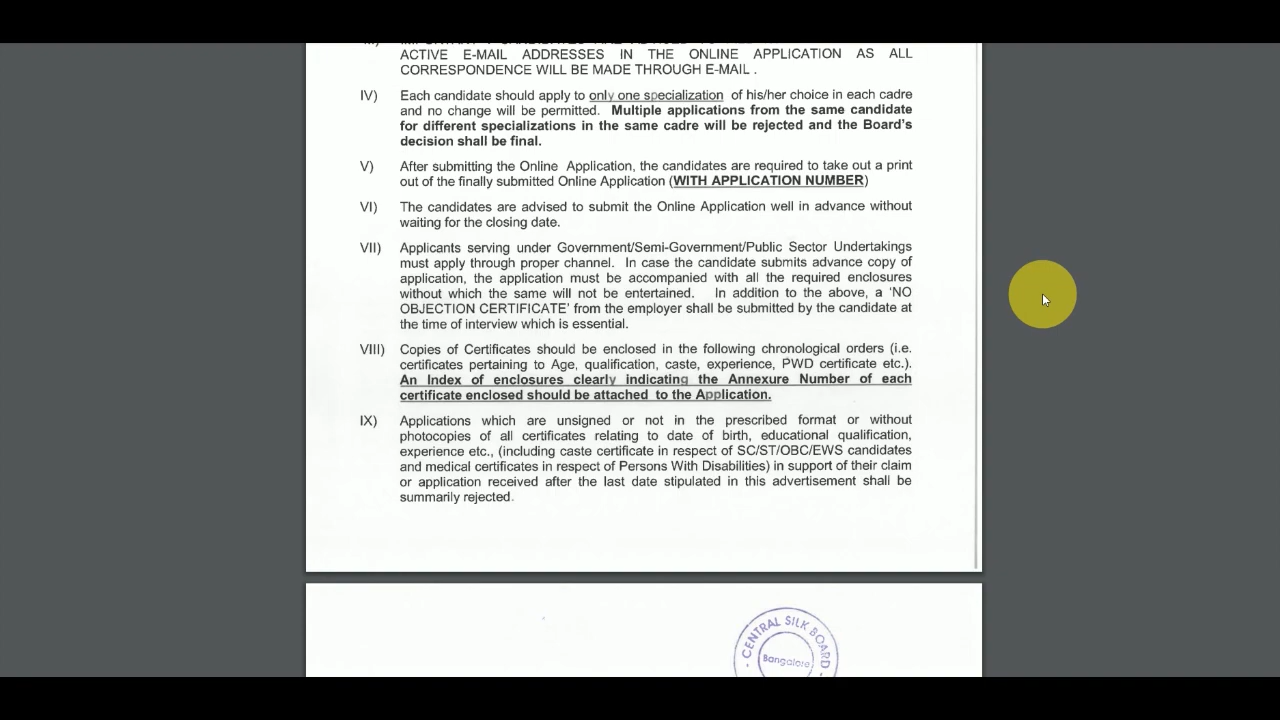 ACTIVE E-MAIL ADDRESSES IN THE ONLINE APPLICATION AS ALL
CORRESPONDENCE WILL BE MADE THROUGH E-MAIL .
IV) Each candidate should apply to only one specialization of his/her choice in each cadre
and no change will be permitted. Multiple applications from the same candidate
for different specializations in the same cadre will be rejected and the Board's
decision shall be final.
V) After submitting the Online Application, the candidates are required to take out a print
out of the finally submitted Online Application (WITH APPLICATION NUMBER)
VI) The candidates are advised to submit the Online Application well in advance without
waiting for the closing date.
VII) Applicants serving under Government/Semi-Government/Public Sector Undertakings
must apply through proper channel. In case the candidate submits advance copy of
application, the application must be accompanied with all the required enclosures
without which the same will not be entertained. In addition to the above, a 'NO
OBJECTION CERTIFICATE' from the employer shall be submitted by the candidate at
the time of interview which is essential.
VIII) Copies of Certificates should be enclosed in the following chronological orders (i.e.
certificates pertaining to Age, qualification, caste, experience, PWD certificate etc.).
An Index of enclosures clearly indicating the Annexure Number of each
certificate enclosed should be attached to the Application.
IX) Applications which are unsigned or not in the prescribed format or without
photocopies of all certificates relating to date of birth, educational qualification,
experience etc., (including caste certificate in respect of SC/ST/OBC/EWS candidates
and medical certificates in respect of Persons With Disabilities) in support of their claim
or application received after the last date stipulated in this advertisement shall be
summarily rejected.
CENTRAL SILK BOARD
Bangalore